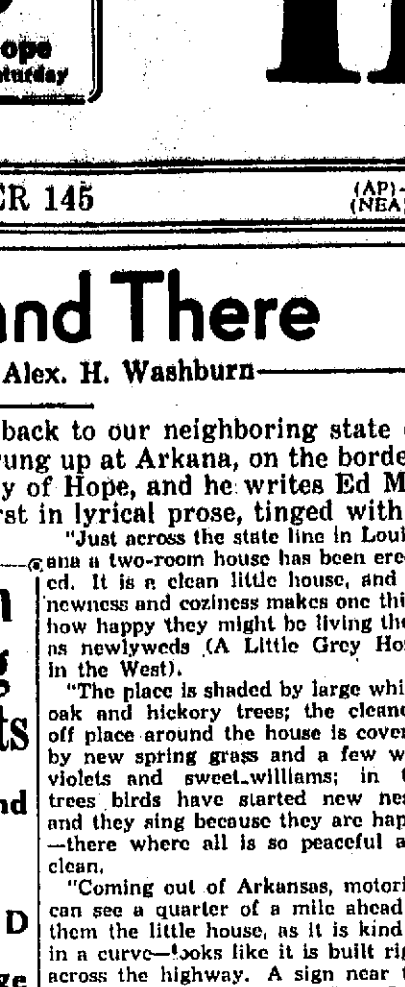 ope
turday
ER 145
(AP)-
(NEA)
and There
Alex. H. Washburn
back to our neighboring state
rung up at Arkana, on the borde
y of Hope, and he writes Ed M
rst in lyrical prose, tinged with
"Just across the state line in Loui
ana a two-room house has been ere
ed. It is a clean little house, and
newness and coziness makes one thi
how happy they might be living the
as newlyweds (A Little Grey Ho
in the West).
"The place is shaded by large whi
oak and hickory trees; the cleane
off place around the house is cover
by new spring grass and a few w
violets and sweet-williams; in t
trees birds have started new nes
and they sing because they are hap
—there where all is so peaceful a
clean.
"Coming out of Arkansas, motori
can see a quarter of a mile ahead
them the little house, as it is kind
in a curve—looks like it is built rig
across the highway. A sign near t
n
g
ts
nd
D
ge